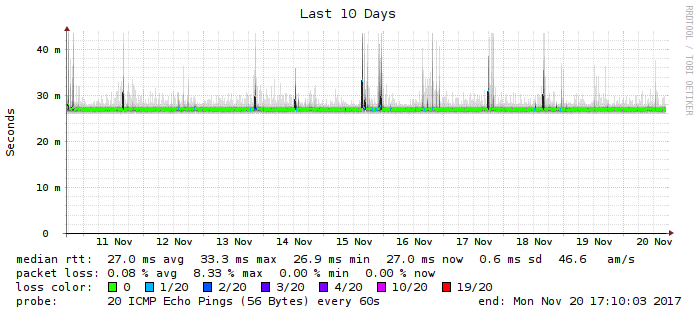 Last 10 Days
RRDTOOL / TOBI OETIKER
Seconds
40 m
30 m
20 m
10 m
0
11 Nov 12 Nov 13 Nov 14 Nov 15 Nov 16 Nov 17 Nov 18 Nov 19 Nov 20 Nov
median rtt: 27.0 ms avg 33.3 ms max 26.9 ms min 27.0 ms now 0.6 ms sd 46.6 am/s
packet loss: 0.08 % avg 8.33 % max 0.00 % min 0.00 % now
loss color: 0 1/20 2/20 3/20 4/20 10/20 19/20
probe: 20 ICMP Echo Pings (56 Bytes) every 60s end: Mon Nov 20 17:10:03 2017